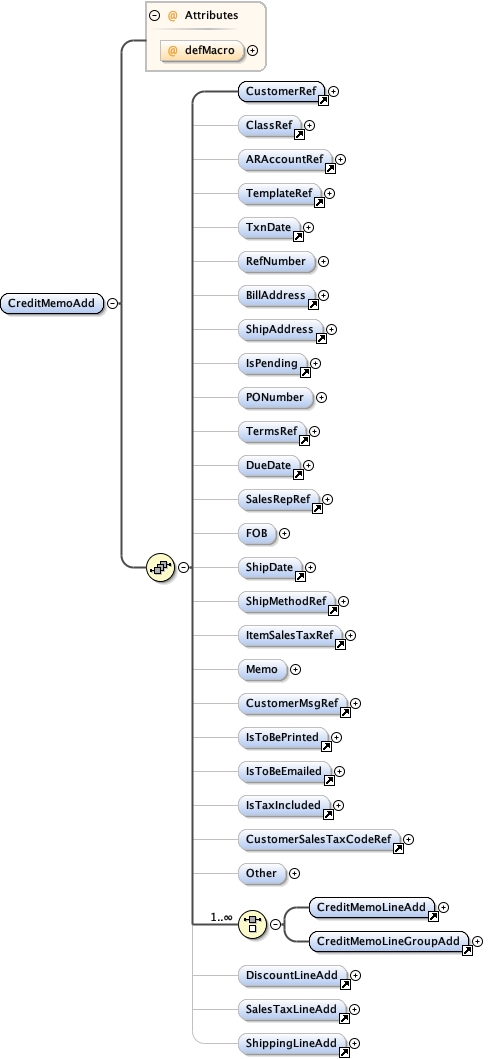 @ Attributes
@ defMacro
CustomerRef
ClassRef
ARAccountRef
TemplateRef
TxnDate
RefNumber
BillAddress
CreditMemoAdd
ShipAddress
IsPending
PONumber
TermsRef
DueDate
SalesRepRef
FOB
ShipDate
ShipMethodRef
ItemSalesTaxRef
Memo
CustomerMsgRef
IsToBePrinted
IsToBeEmailed
IsTaxIncluded
CustomerSalesTaxCodeRef
Other
1..∞
CreditMemoLineAdd
CreditMemoLineGroupAdd
DiscountLineAdd
SalesTaxLineAdd
ShippingLineAdd